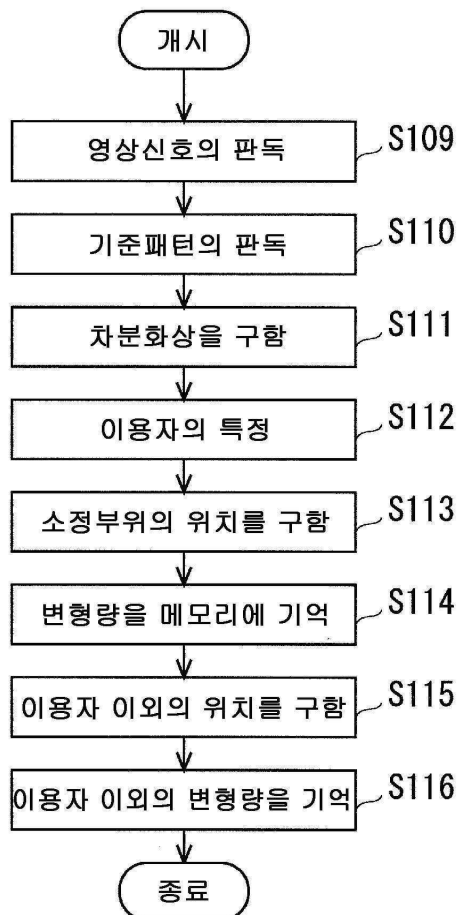 개시
영상신호의 판독 S109
기준패턴의 판독 S110
차분화상을 구함 S111
이용자의 특정 S112
소정부위의 위치를 구함 S113
변형량을 메모리에 기억 S114
이용자 이외의 위치를 구함 S115
이용자 이외의 변형량을 기억 S116
종료